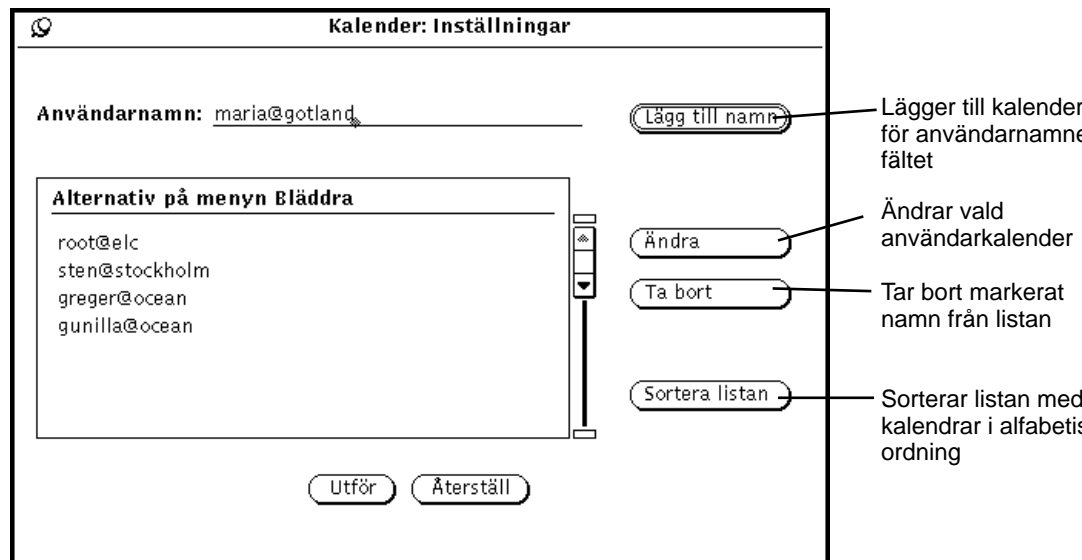 Kalender: Inställningar
Användarnamn: maria@gotland
Lägg till namn
Lägger till kalender
för användarnamne
fältet
Alternativ på menyn Bläddra
root@elc
sten@stockholm
greger@ocean
gunilla@ocean
Ändra
Ändrar vald
användarkalender
Ta bort
Tar bort markerat
namn från listan
Sortera listan
Sorterar listan med
kalendrar i alfabetis
ordning
Utför
Återställ